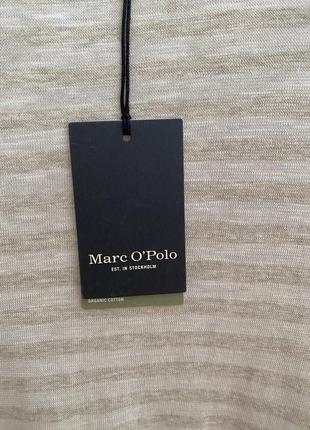 Marc O'Polo
EST. IN STOCKHOLM
ORGANIC COTTON